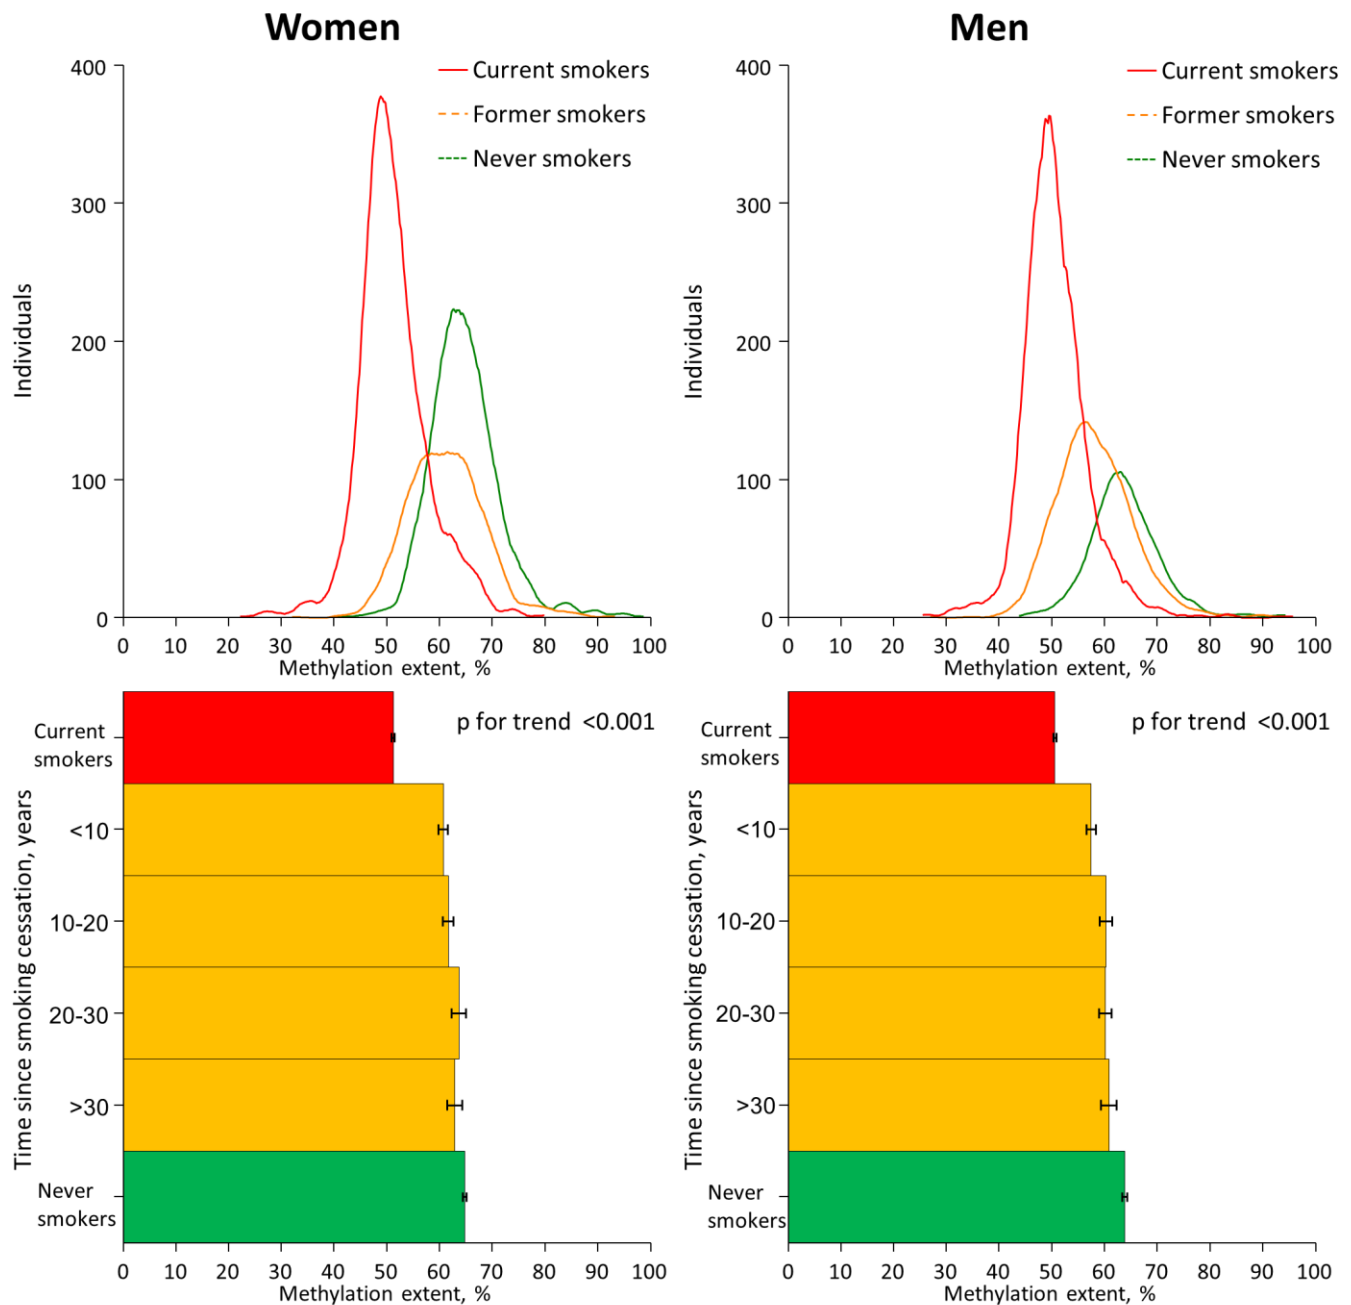 Women
400
300
200
100
0
Individuals
Current smokers
Former smokers
Never smokers
0 10 20 30 40 50 60 70 80 90 100
Methylation extent, %
Men
400
300
200
100
0
Individuals
Current smokers
Former smokers
Never smokers
0 10 20 30 40 50 60 70 80 90 100
Methylation extent, %
Time since smoking cessation, years
p for trend <0.001
Current
smokers
<10
10-20
20-30
>30
Never
smokers
0 10 20 30 40 50 60 70 80 90 100
Methylation extent, %
Time since smoking cessation, years
p for trend <0.001
Current
smokers
<10
10-20
20-30
>30
Never
smokers
0 10 20 30 40 50 60 70 80 90 100
Methylation extent, %